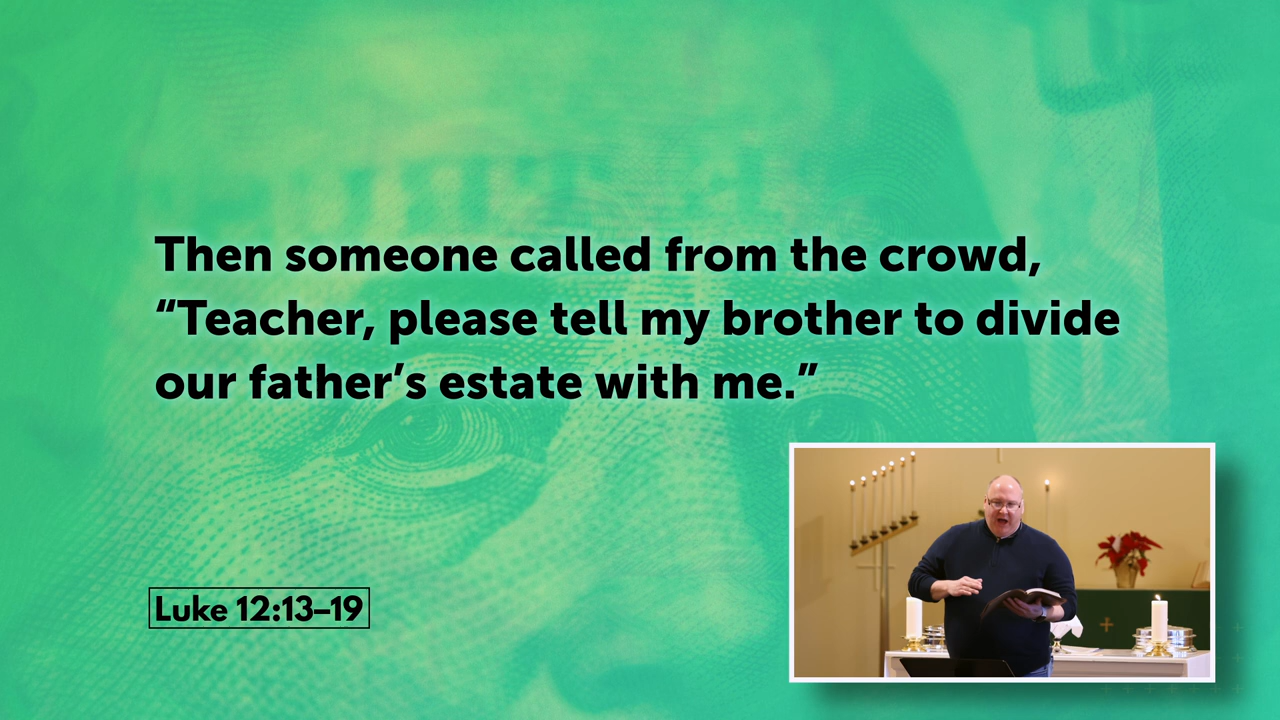 Then someone called from the crowd,
“Teacher, please tell my brother to divide
our father’s estate with me.”
Luke 12:13–19